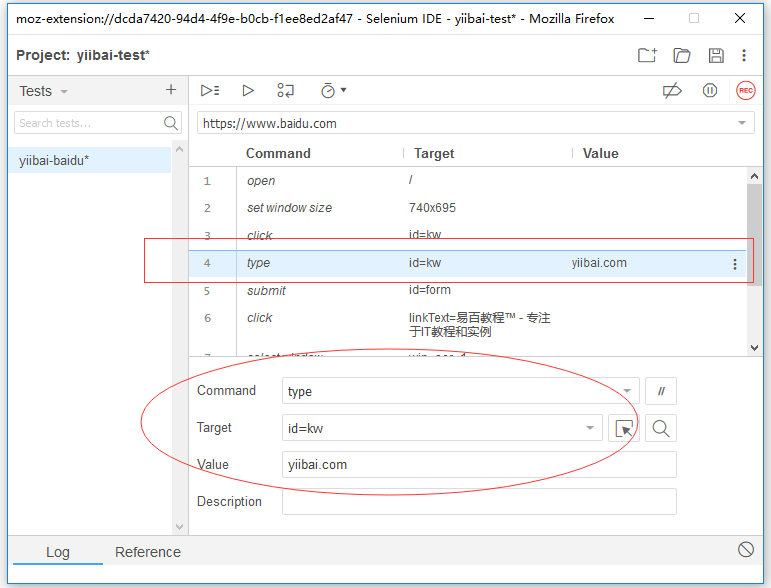 moz-extension://dcda7420-94d4-4f9e-b0cb-f1ee8ed2af47 - Selenium IDE - yiibai-test* - Mozilla Firefox
Project: yiibai-test*
Tests
Search tests...
yiibai-baidu*
REC
https://www.baidu.com
Command Target Value
1 open /
2 set window size 740x695
3 click id=kw
4 type id=kw yiibai.com
5 submit id=form
6 click linkText=易百教程™ - 专注
于IT教程和实例
7 select window
Command type //
Target id=kw
Value yiibai.com
Description
Log Reference